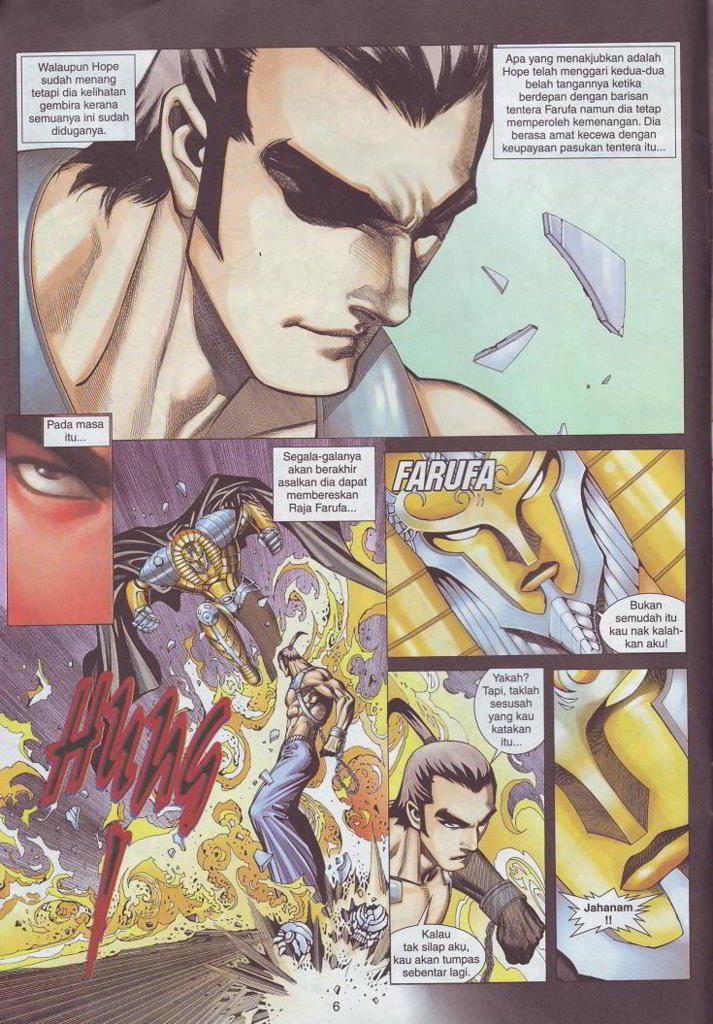 Walaupun Hope
sudah menang
tetapi dia kelihatan
gembira kerana
semuanya ini sudah
diduganya.
Apa yang menakjubkan adalah
Hope telah menggari kedua-dua
belah tangannya ketika
berdepan dengan barisan
tentera Farufa namun dia tetap
memperoleh kemenangan. Dia
berasa amat kecewa dengan
keupayaan pasukan tentera itu...
Pada masa
itu...
Segala-galanya
akan berakhir
asalkan dia dapat
membereskan
Raja Farufa...
FARUFA
Bukan
semudah itu
kau nak kalah-
kan aku!
Hung
!
Yakah?
Tapi, taklah
sesusah
yang kau
katakan
itu...
Kalau
tak silap aku,
kau akan tumpas
sebentar lagi.
Jahanam
!!
6